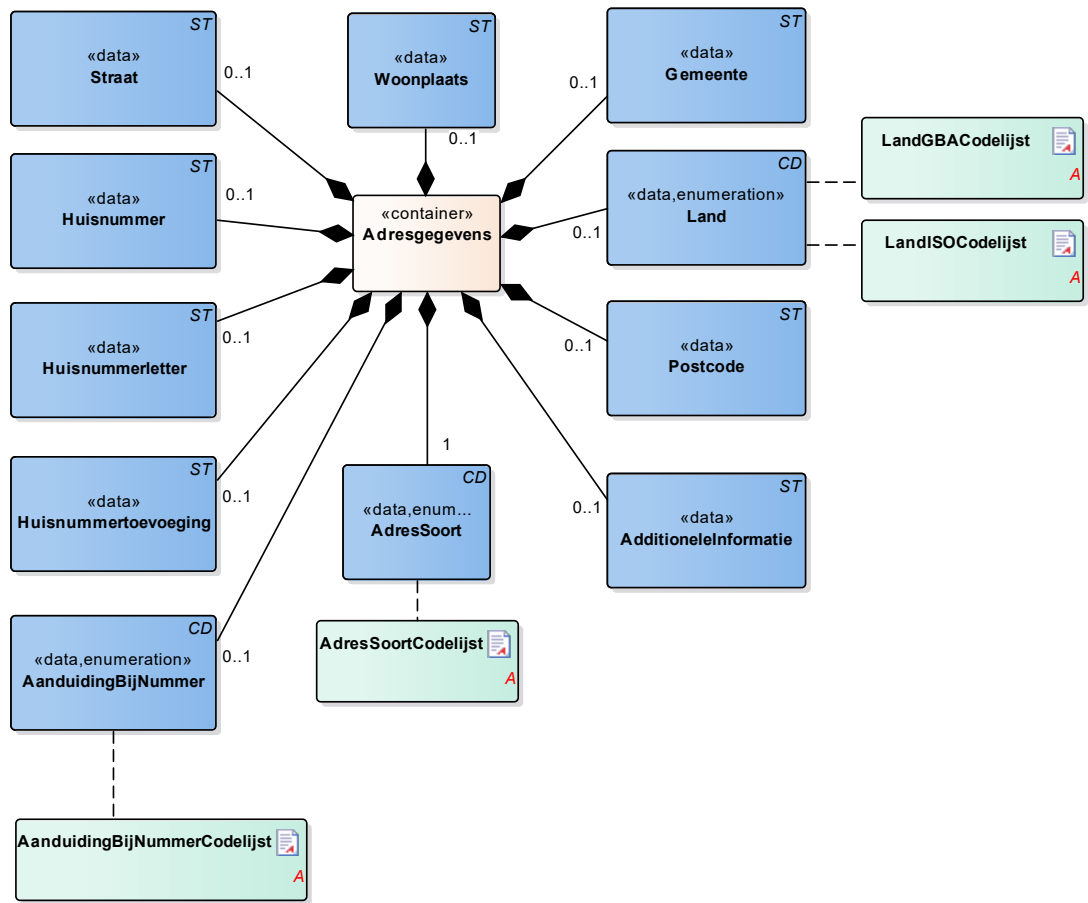 ST
«data»
Straat
0..1
ST
«data»
Woonplaats
0..1
ST
«data»
Gemeente
0..1
ST
«data»
Huisnummer
0..1
«container»
Adresgegevens
CD
«data,enumeration»
Land
0..1
LandGBACodelijst
A
LandISOCodelijst
A
ST
«data»
Huisnummerletter
0..1
ST
«data»
Postcode
0..1
ST
«data»
Huisnummertoevoeging
0..1
1
CD
«data,enum...
AdresSoort
ST
«data»
AdditioneleInformatie
0..1
CD
«data,enumeration»
AanduidingBijNummer
0..1
AdresSoortCodelijst
A
AanduidingBijNummerCodelijst
A